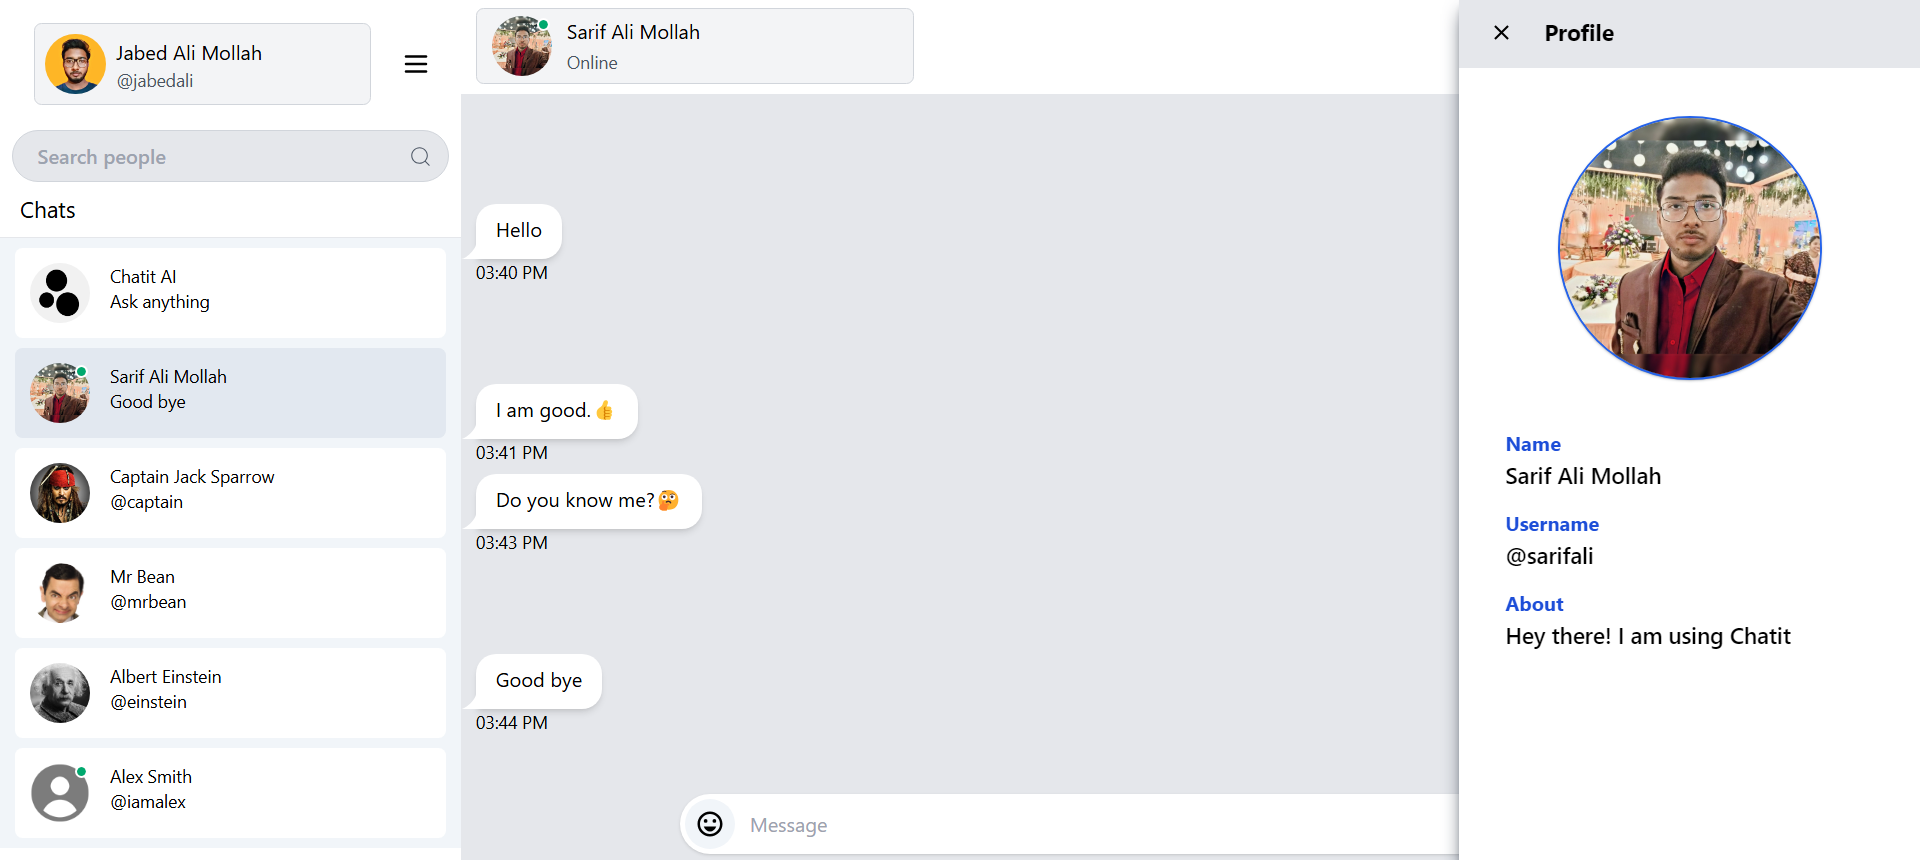 Jabed Ali Mollah
@jabedali
Search people
Chats
Chatit AI
Ask anything
Sarif Ali Mollah
Good bye
Captain Jack Sparrow
@captain
Mr Bean
@mrbean
Albert Einstein
@einstein
Alex Smith
@iamalex
Sarif Ali Mollah
Online
Hello
03:40 PM
I am good.👍
03:41 PM
Do you know me?🤔
03:43 PM
Good bye
03:44 PM
Message
Profile
Name
Sarif Ali Mollah
Username
@sarifali
About
Hey there! I am using Chatit